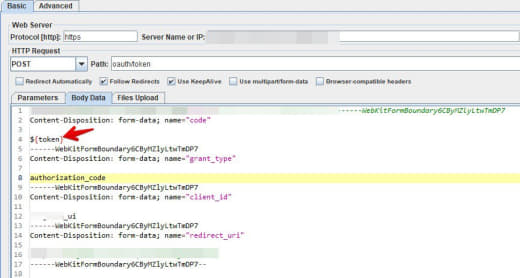 Basic Advanced
Web Server
Protocol [http]: https Server Name or IP:
HTTP Request
POST Path: oauth/token
Redirect Automatically Follow Redirects Use KeepAlive Use multipart/form-data Browser-compatible headers
Parameters Body Data Files Upload
1 ------WebKitFormBoundary6CByMZlyLtwTmDP7
2 Content-Disposition: form-data; name="code"
3
4 ${token}
5 ------WebKitFormBoundary6CByMZlyLtwTmDP7
6 Content-Disposition: form-data; name="grant_type"
7
8 authorization_code
9 ------WebKitFormBoundary6CByMZlyLtwTmDP7
10 Content-Disposition: form-data; name="client_id"
11
12 _ui
13 ------WebKitFormBoundary6CByMZlyLtwTmDP7
14 Content-Disposition: form-data; name="redirect_uri"
15
16
17 ------WebKitFormBoundary6CByMZlyLtwTmDP7--